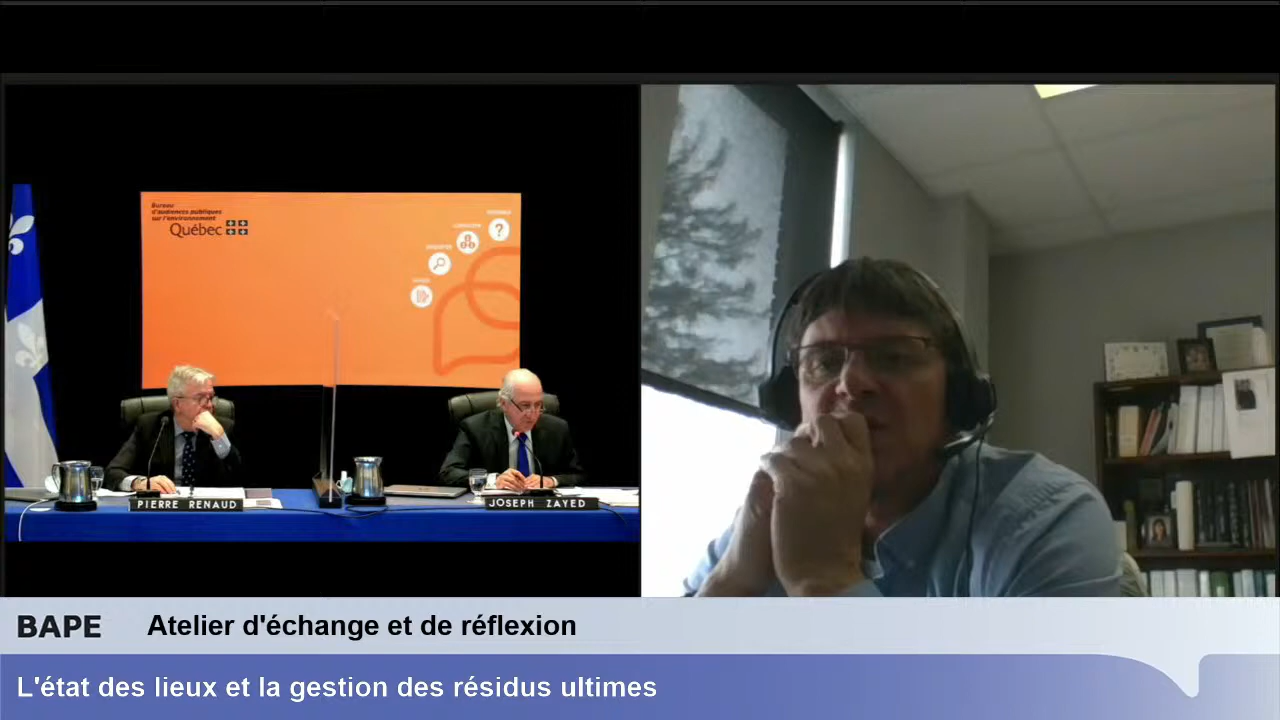 Bureau
d'audiences publiques
sur l'environnement
Québec
?
PIERRE RENAUD
JOSEPH ZAYED
BAPE
Atelier d'échange et de réflexion
L'état des lieux et la gestion des résidus ultimes